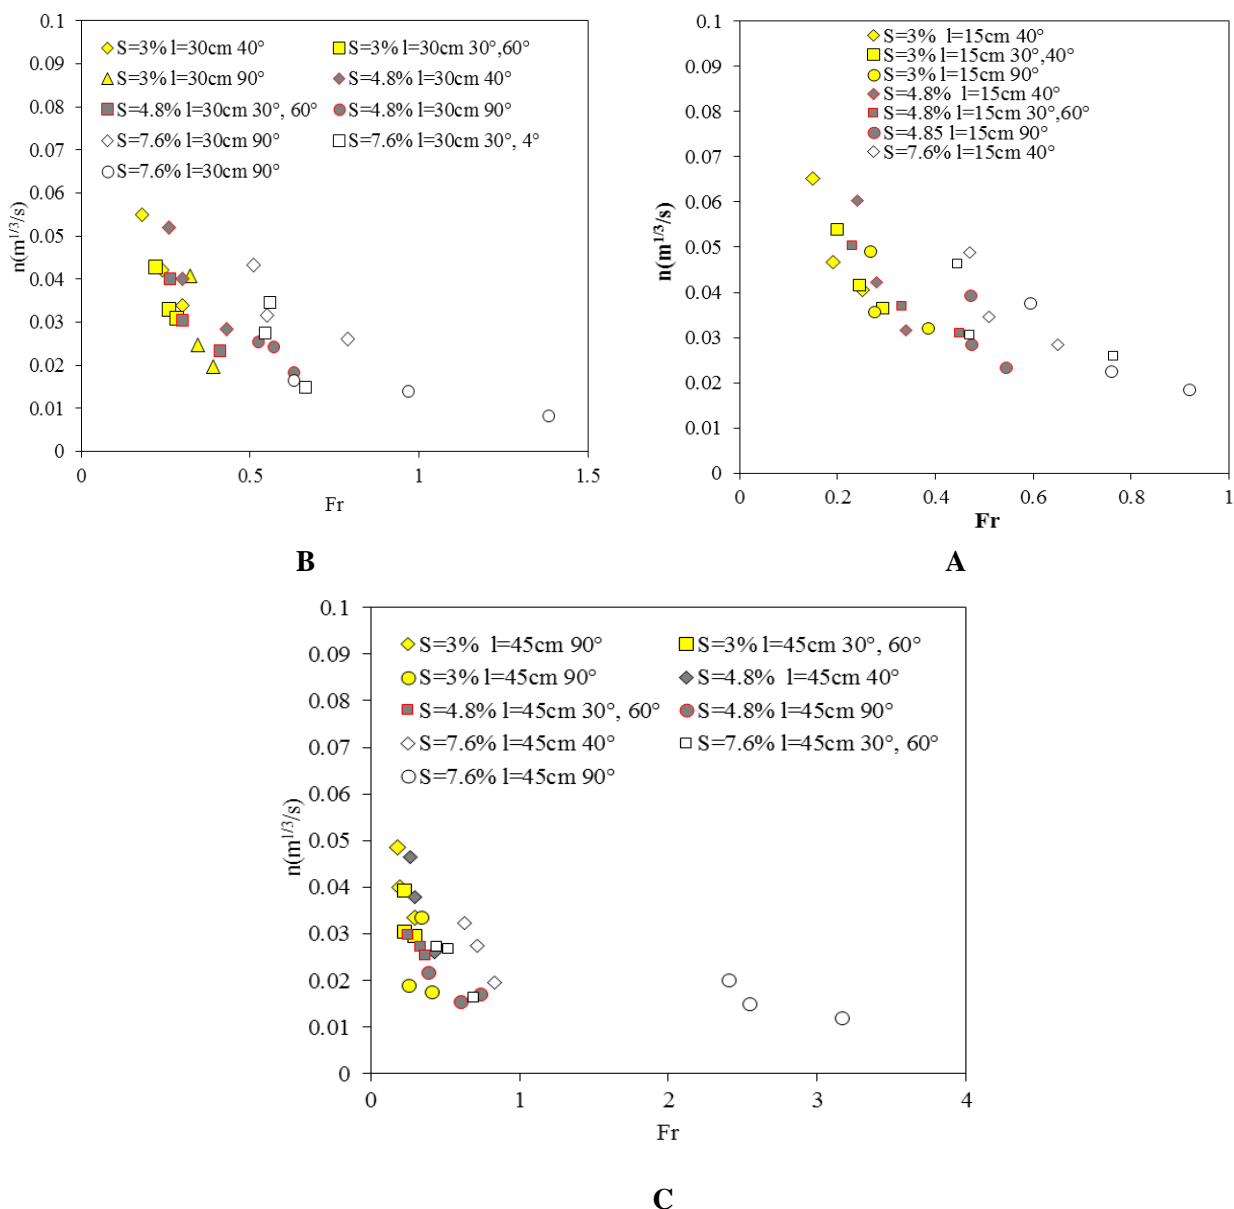 0.1
0.09
0.08
0.07
0.06
0.05
0.04
0.03
0.02
0.01
0
n(m1/3/s)
S=3% l=30cm 40°
S=3% l=30cm 30°,60°
S=3% l=30cm 90°
S=4.8% l=30cm 40°
S=4.8% l=30cm 30°, 60°
S=4.8% l=30cm 90°
S=7.6% l=30cm 90°
S=7.6% l=30cm 30°, 4°
S=7.6% l=30cm 90°
0 0.5 1 1.5
Fr
B
0.1
0.09
0.08
0.07
0.06
0.05
0.04
0.03
0.02
0.01
0
n(m1/3/s)
S=3% l=15cm 40°
S=3% l=15cm 30°,40°
S=3% l=15cm 90°
S=4.8% l=15cm 40°
S=4.8% l=15cm 30°,60°
S=4.85 l=15cm 90°
S=7.6% l=15cm 40°
0 0.2 0.4 0.6 0.8 1
Fr
A
0.1
0.09
0.08
0.07
0.06
0.05
0.04
0.03
0.02
0.01
0
n(m1/3/s)
S=3% l=45cm 90°
S=3% l=45cm 30°, 60°
S=3% l=45cm 90°
S=4.8% l=45cm 40°
S=4.8% l=45cm 30°, 60°
S=4.8% l=45cm 90°
S=7.6% l=45cm 40°
S=7.6% l=45cm 30°, 60°
S=7.6% l=45cm 90°
0 1 2 3 4
Fr
C